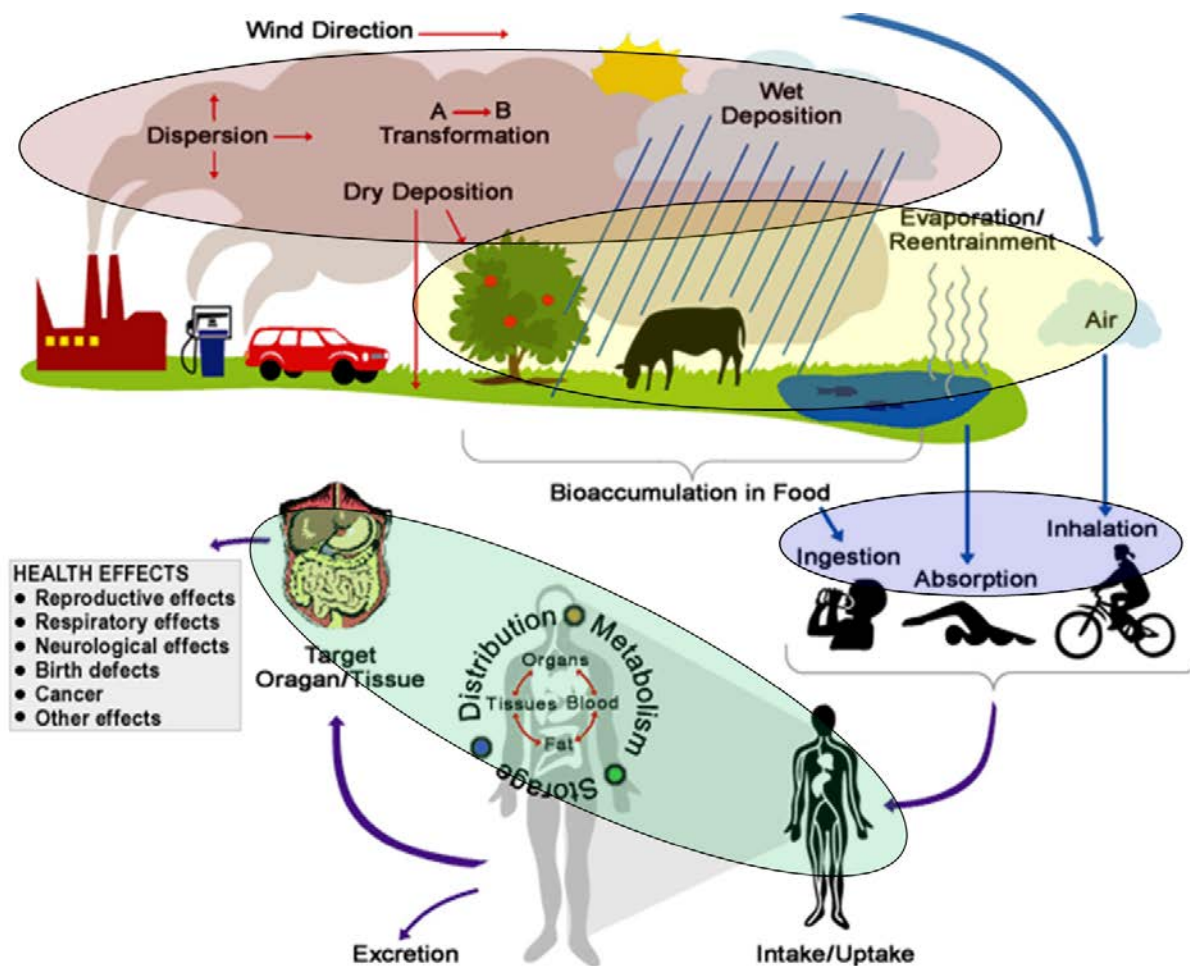 Wind Direction
Wet
Deposition
A B
Transformation
Dispersion
Dry Deposition
Evaporation/
Reentrainment
Air
Bioaccumulation in Food
Ingestion
Absorption
Inhalation
HEALTH EFFECTS
● Reproductive effects
● Respiratory effects
● Neurological effects
● Birth defects
● Cancer
● Other effects
Target
Oragan/Tissue
Distribution
Metabolism
Storage
Organs
Tissues
Blood
Fat
Excretion
Intake/Uptake